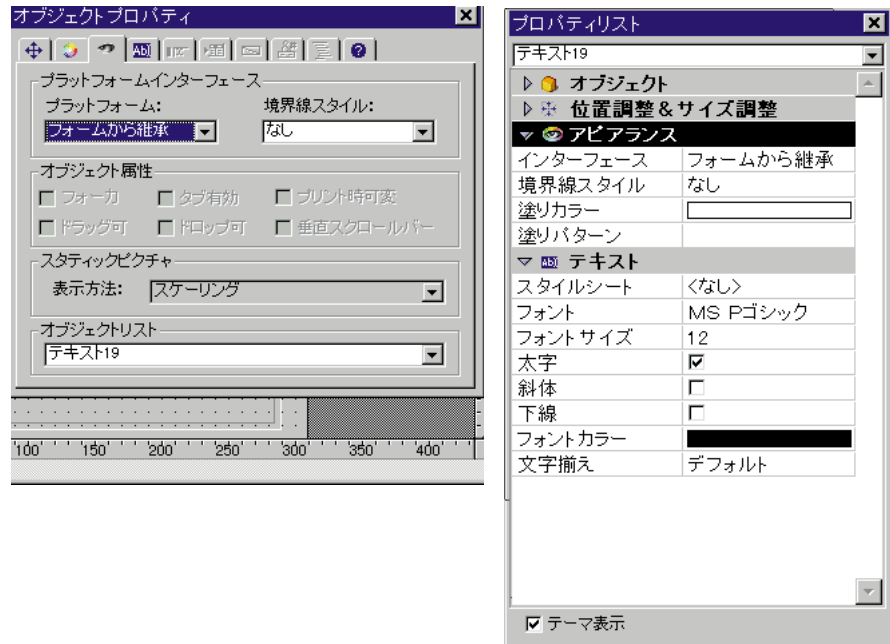 オブジェクトプロパティ
プラットフォームインターフェース
プラットフォーム: 境界線スタイル:
フォームから継承 なし
オブジェクト属性
フォーカ タブ有効 プリント時可変
ドラッグ可 ドロップ可 垂直スクロールバー
スタティックピクチャ
表示方法: スケーリング
オブジェクトリスト
テキスト19
100 150 200 250 300 350 400
プロパティリスト
テキスト19
オブジェクト
位置調整&サイズ調整
アピアランス
インターフェース フォームから継承
境界線スタイル なし
塗りカラー
塗りパターン
テキスト
スタイルシート <なし>
フォント MS Pゴシック
フォントサイズ 12
太字
斜体
下線
フォントカラー
文字揃え デフォルト
テーマ表示